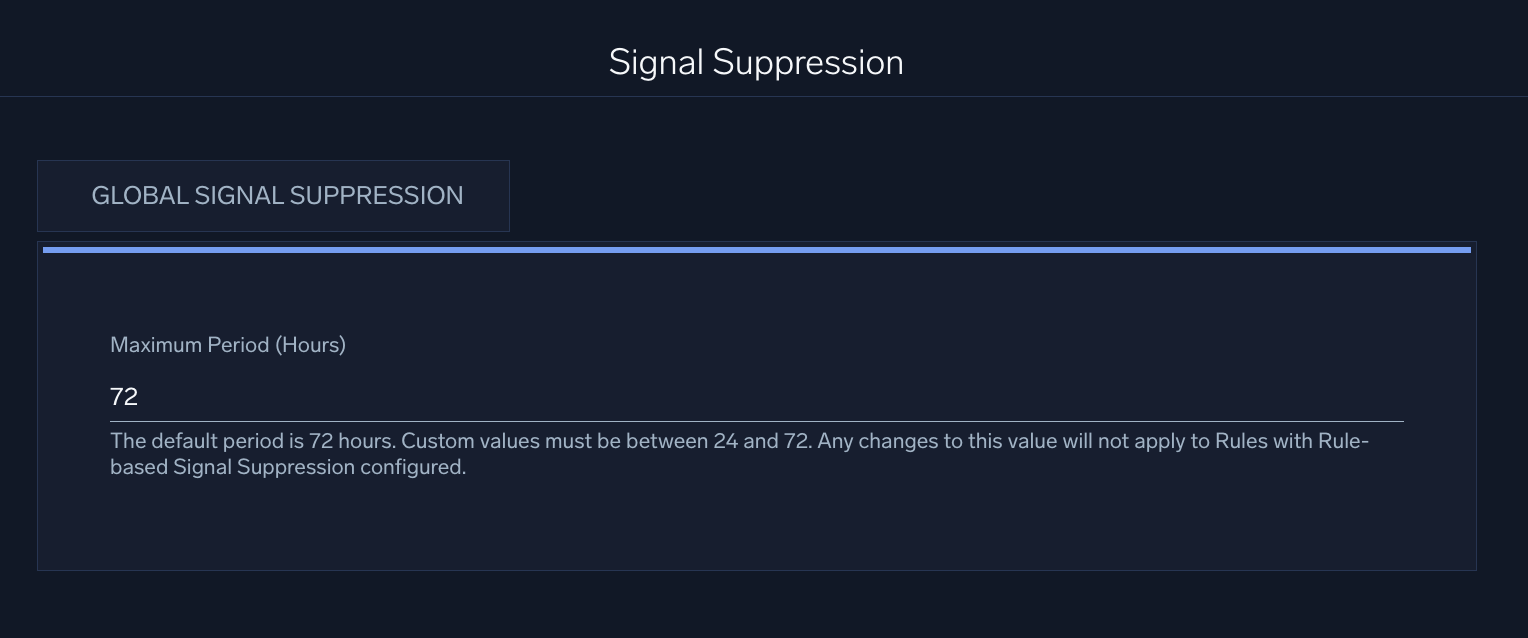 Signal Suppression
GLOBAL SIGNAL SUPPRESSION
Maximum Period (Hours)
72
The default period is 72 hours. Custom values must be between 24 and 72. Any changes to this value will not apply to Rules with Rule-
based Signal Suppression configured.